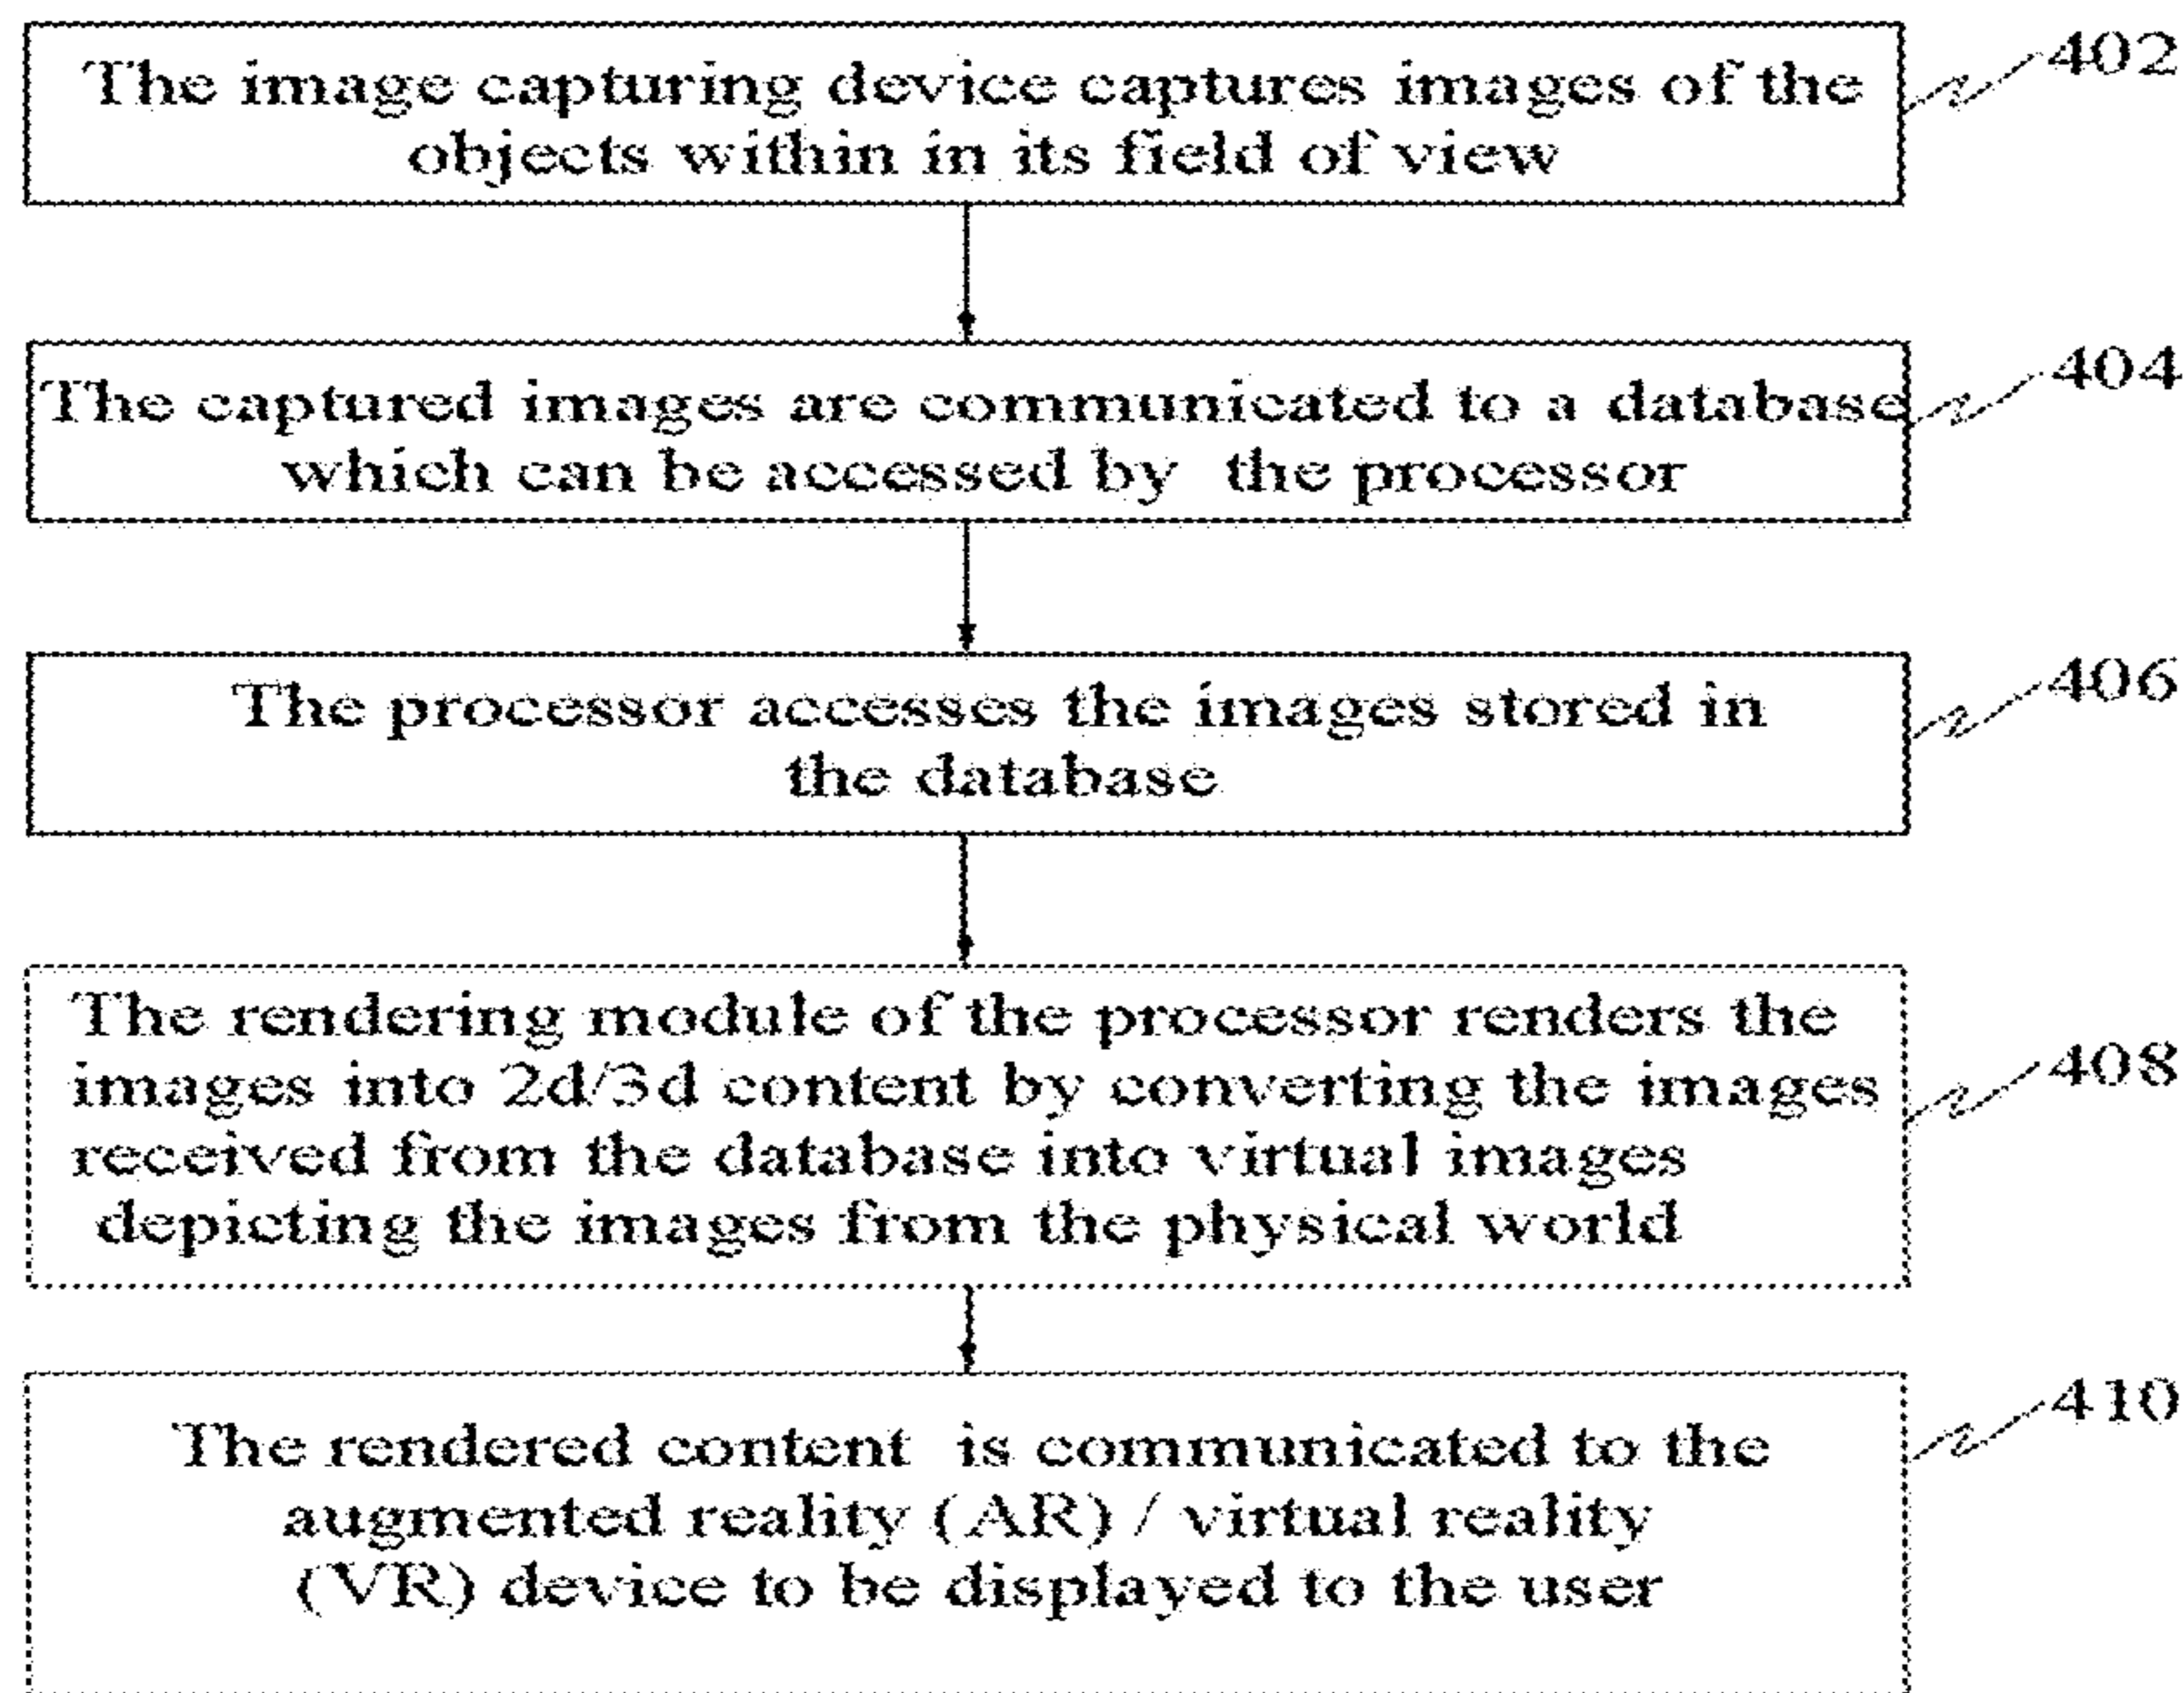 The image capturing device captures images of the
objects within in its field of view
402
The captured images are communicated to a database
which can be accessed by the processor
404
The processor accesses the images stored in
the database
406
The rendering module of the processor renders the
images into 2d/3d content by converting the images
received from the database into virtual images
depicting the images from the physical world
408
The rendered content is communicated to the
augmented reality (AR) / virtual reality
(VR) device to be displayed to the user
410